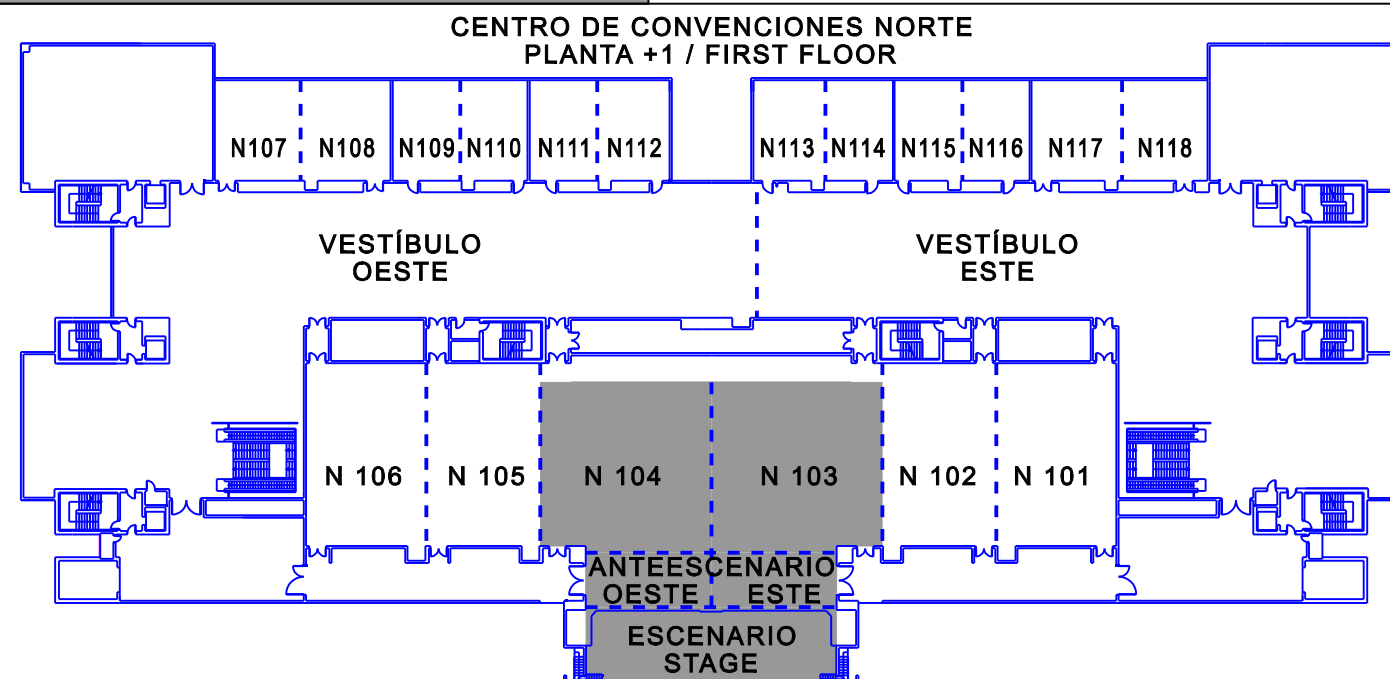 CENTRO DE CONVENCIONES NORTE
PLANTA +1 / FIRST FLOOR
N107 N108 N109 N110 N111 N112 N113 N114 N115 N116 N117 N118
VESTÍBULO
OESTE
VESTÍBULO
ESTE
N 106 N 105 N 104 N 103 N 102 N 101
ANTEESCENARIO
OESTE ESTE
ESCENARIO
STAGE